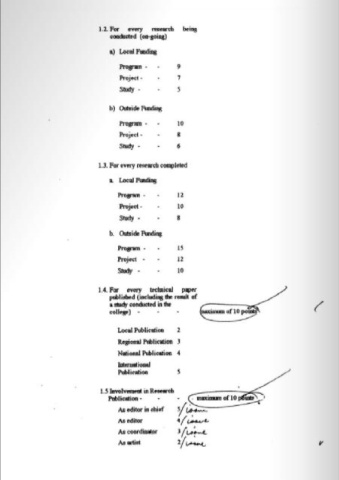 1.2. For every research being
conducted (on-going)
a) Local Funding
Program - - 9
Project - - 7
Study - - 5
b) Outside Funding
Program - - 10
Project - - 8
Study - - 6
1.3. For every research completed
a. Local Funding
Program - - 12
Project - - 10
Study - - 8
b. Outside Funding
Program - - 15
Project - - 12
Study - - 10
1.4. For every technical paper
published (including the result of
a study conducted in the
college) - - - maximum of 10 points
Local Publication 2
Regional Publication 3
National Publication 4
International
Publication 5
1.5 Involvement in Research
Publication - - - maximum of 10 points
As editor in chief 5/issue
As editor 4/issue
As coordinator 3/issue
As artist 2/issue